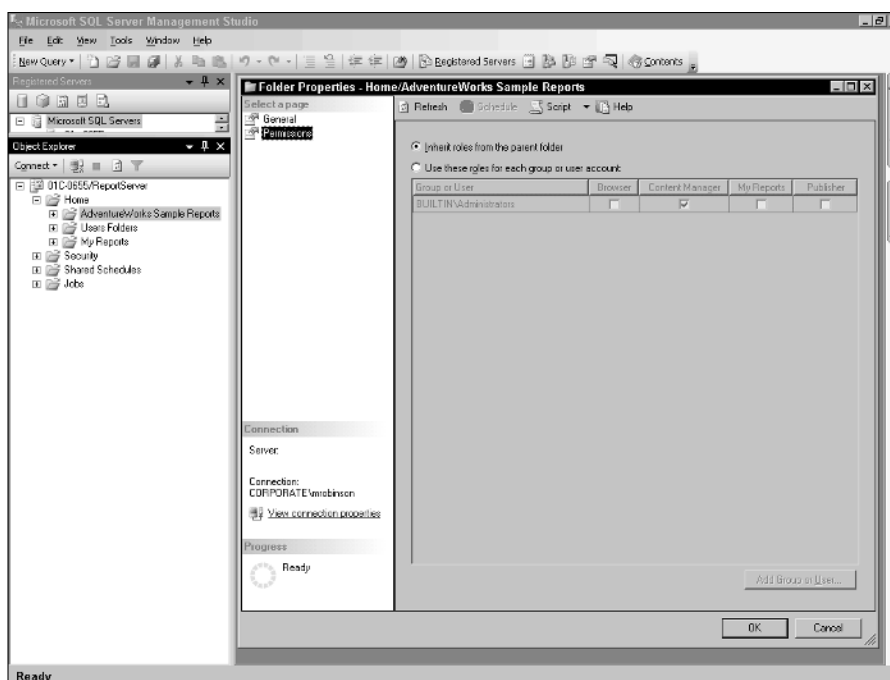 Microsoft SQL Server Management Studio
File Edit View Tools Window Help
New Query Registered Servers Contents
Registered Servers
Microsoft SQL Servers
Object Explorer
Connect
01C-0655/ReportServer
Home
AdventureWorks Sample Reports
Users Folders
My Reports
Security
Shared Schedules
Jobs
Folder Properties - Home/AdventureWorks Sample Reports
Select a page
General
Permissions
Refresh Schedule Script Help
Inherit roles from the parent folder
Use these roles for each group or user account:
Group or User Browser Content Manager My Reports Publisher
BUILTIN\Administrators
Connection
Server:
Connection:
CORPORATE\mrobinson
View connection properties
Progress
Ready
Add Group or User...
OK Cancel
Ready